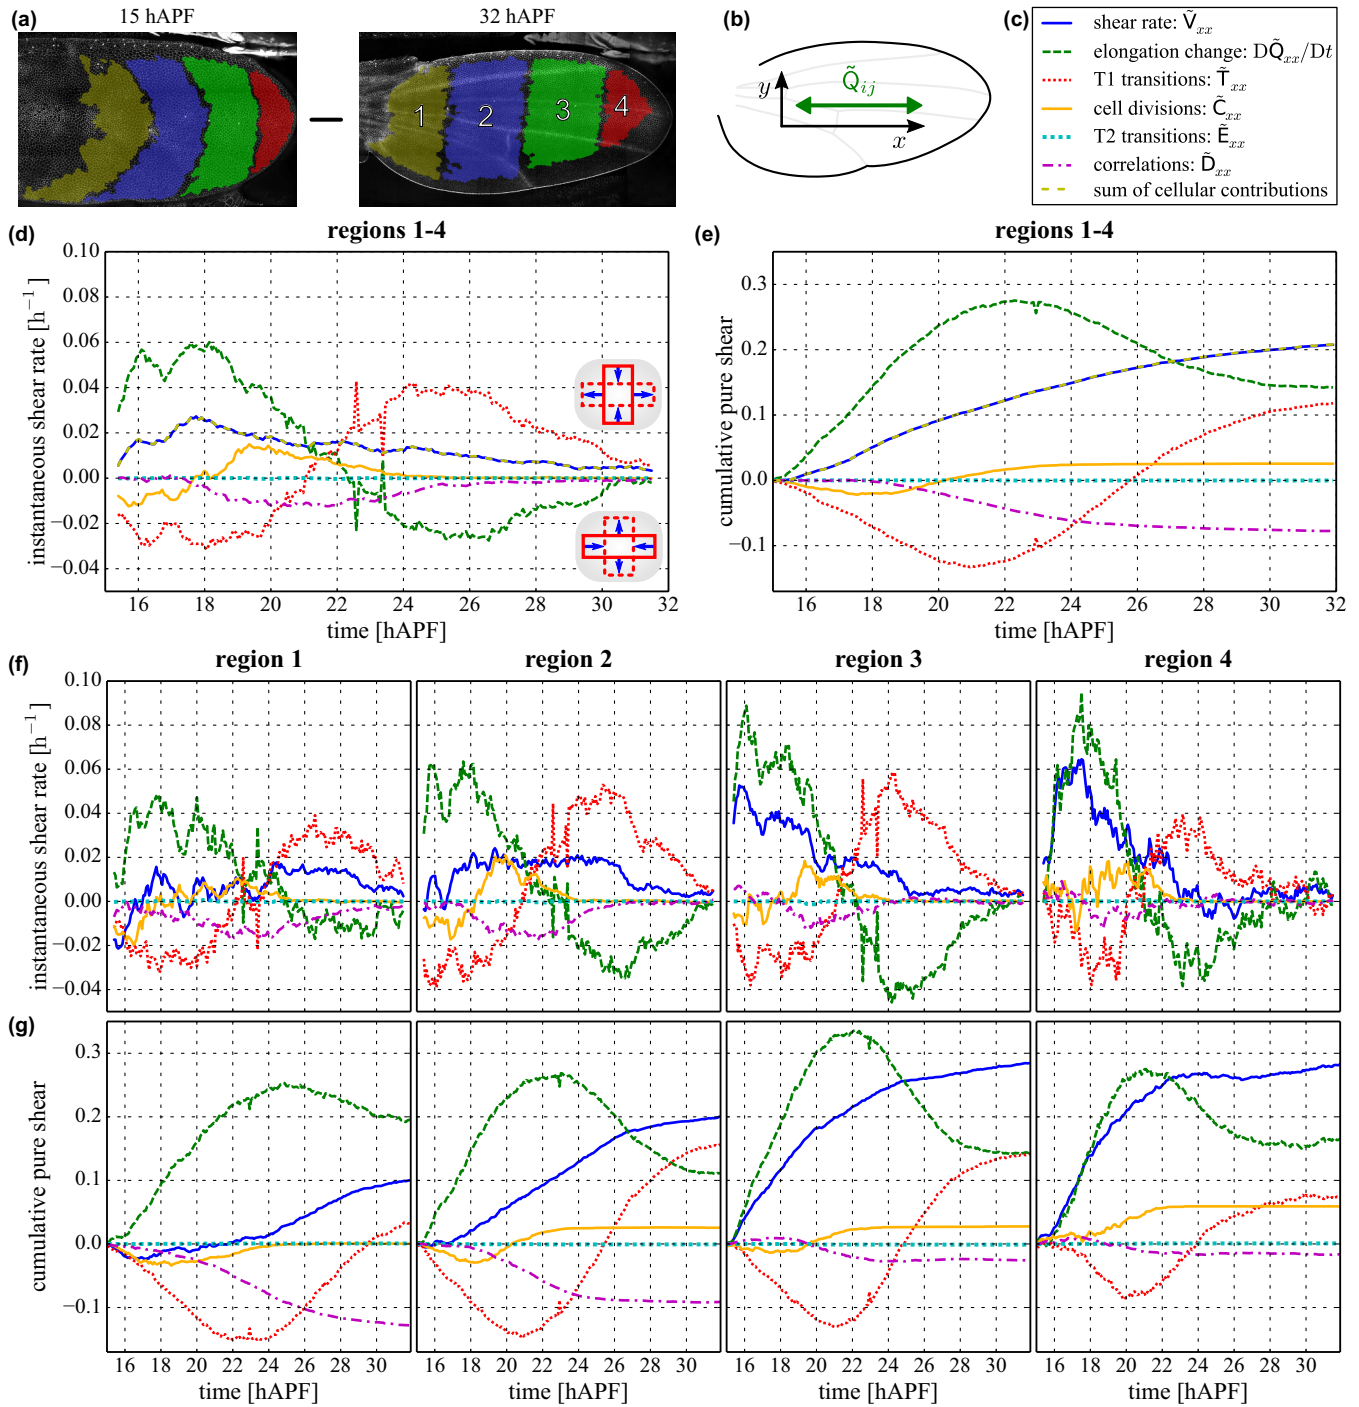 (a) 15 hAPF 32 hAPF
1 2 3 4
(b) y Q̃ij x
(c) shear rate: Ṽxx
elongation change: DQ̃xx/Dt
T1 transitions: T̃xx
cell divisions: C̃xx
T2 transitions: Ẽxx
correlations: D̃xx
sum of cellular contributions
(d) regions 1-4
instantaneous shear rate [h⁻¹]
0.10
0.08
0.06
0.04
0.02
0.00
−0.02
−0.04
16 18 20 22 24 26 28 30 32
time [hAPF]
(e) regions 1-4
cumulative pure shear
0.3
0.2
0.1
0.0
−0.1
16 18 20 22 24 26 28 30 32
time [hAPF]
(f) region 1 region 2 region 3 region 4
instantaneous shear rate [h⁻¹]
0.10
0.08
0.06
0.04
0.02
0.00
−0.02
−0.04
(g)
cumulative pure shear
0.3
0.2
0.1
0.0
−0.1
16 18 20 22 24 26 28 30 16 18 20 22 24 26 28 30 16 18 20 22 24 26 28 30 16 18 20 22 24 26 28 30
time [hAPF] time [hAPF] time [hAPF] time [hAPF]